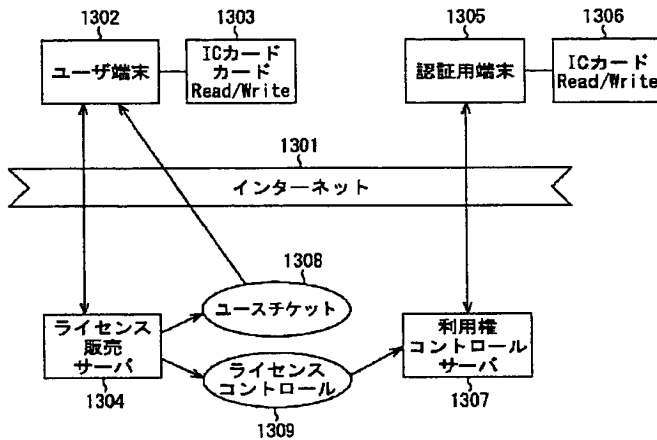 1302
1303
1305
1306
ユーザ端末
ICカード
カード
Read/Write
認証用端末
ICカード
Read/Write
1301
インターネット
1308
ユースチケット
ライセンス
販売
サーバ
1304
ライセンス
コントロール
1309
利用権
コントロール
サーバ
1307